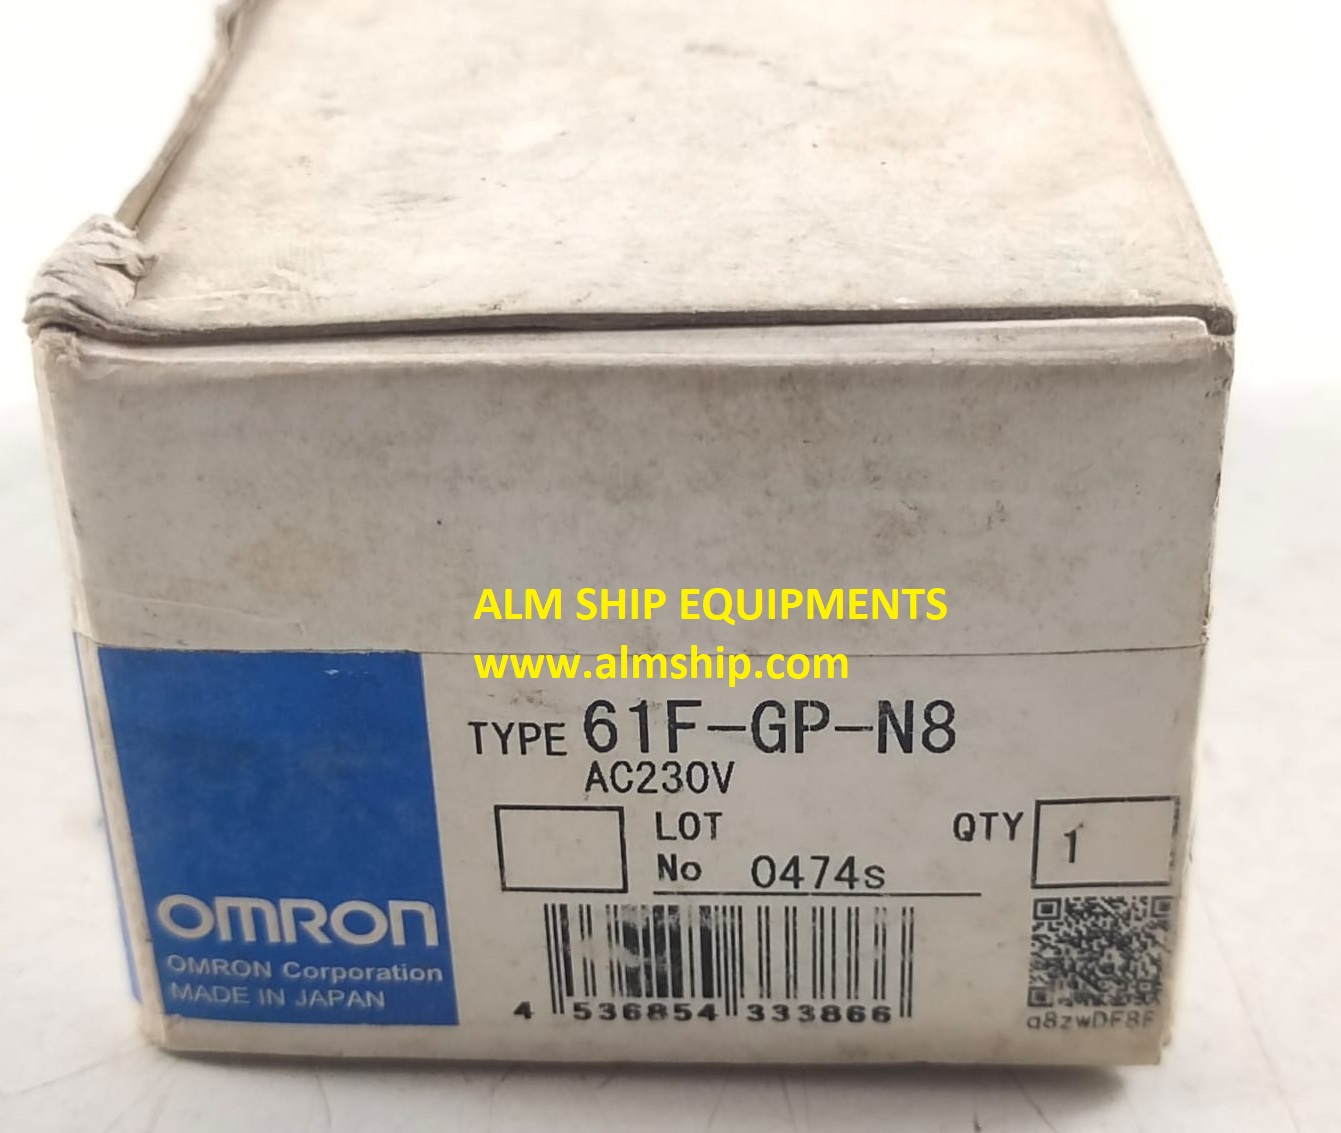 ALM SHIP EQUIPMENTS
www.almship.com
TYPE 61F-GP-N8
AC230V
LOT
No 0474s
QTY 1
OMRON
OMRON Corporation
MADE IN JAPAN
4 536854 333866